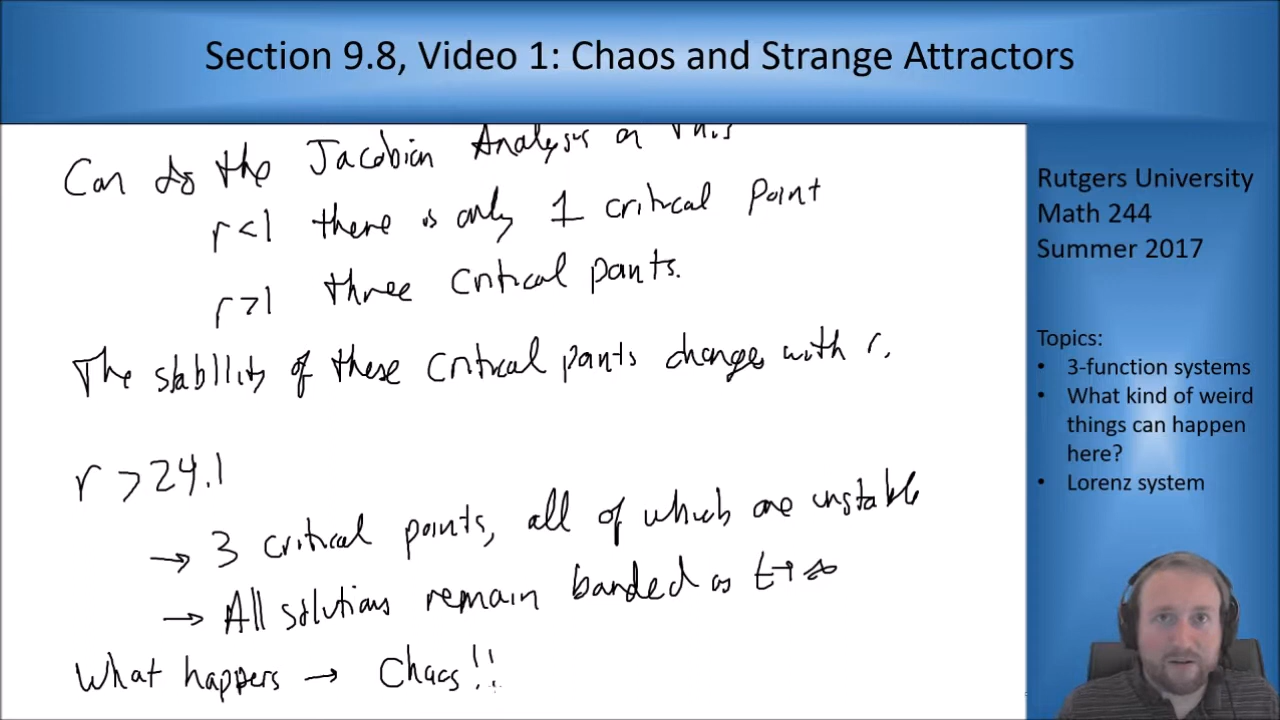 Section 9.8, Video 1: Chaos and Strange Attractors
Can do the Jacobian Analysis on this
r<1 there is only 1 critical point
r>1 three critical points.
The stability of these critical points changes with r.
r > 24.1
→ 3 critical points, all of which are unstable
→ All solutions remain bounded as t→∞
What happens → Chaos!!
Rutgers University
Math 244
Summer 2017
Topics:
• 3-function systems
• What kind of weird
things can happen
here?
• Lorenz system